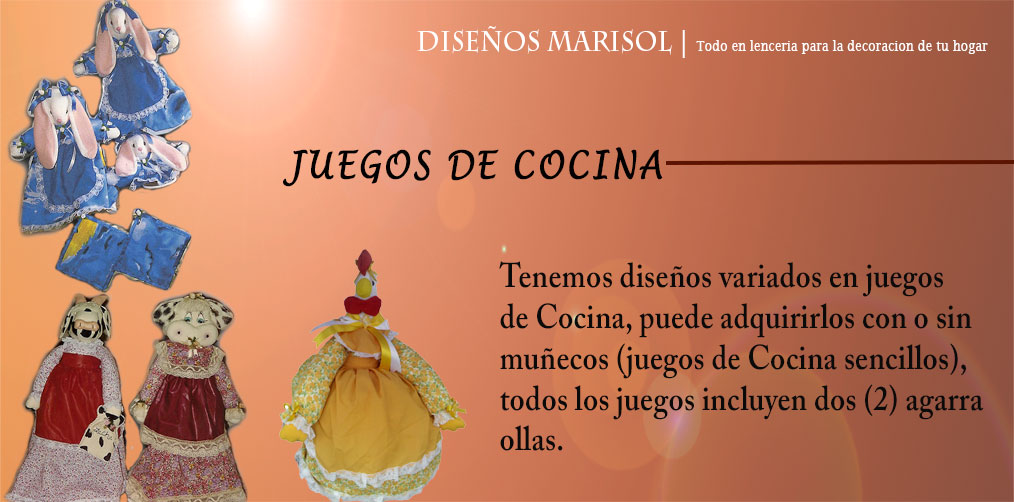 DISEÑOS MARISOL | Todo en lenceria para la decoracion de tu hogar
JUEGOS DE COCINA
Tenemos diseños variados en juegos
de Cocina, puede adquirirlos con o sin
muñecos (juegos de Cocina sencillos),
todos los juegos incluyen dos (2) agarra
ollas.